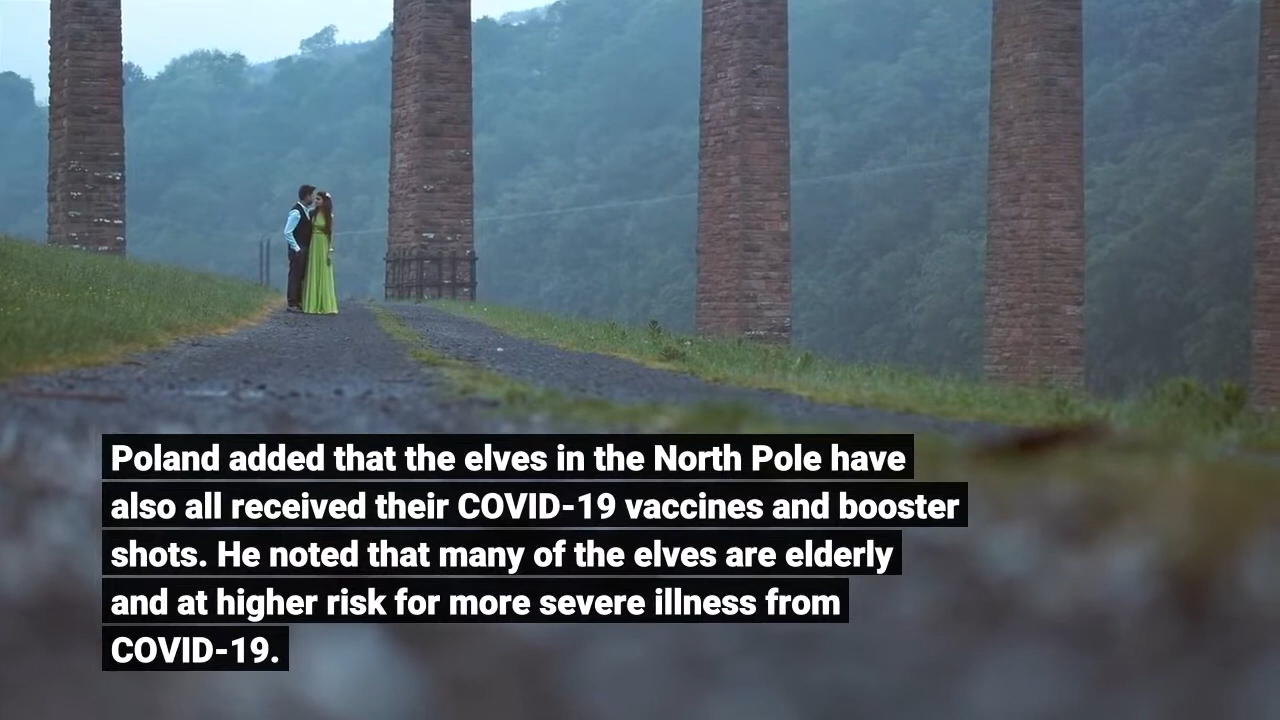 Poland added that the elves in the North Pole have
also all received their COVID-19 vaccines and booster
shots. He noted that many of the elves are elderly
and at higher risk for more severe illness from
COVID-19.